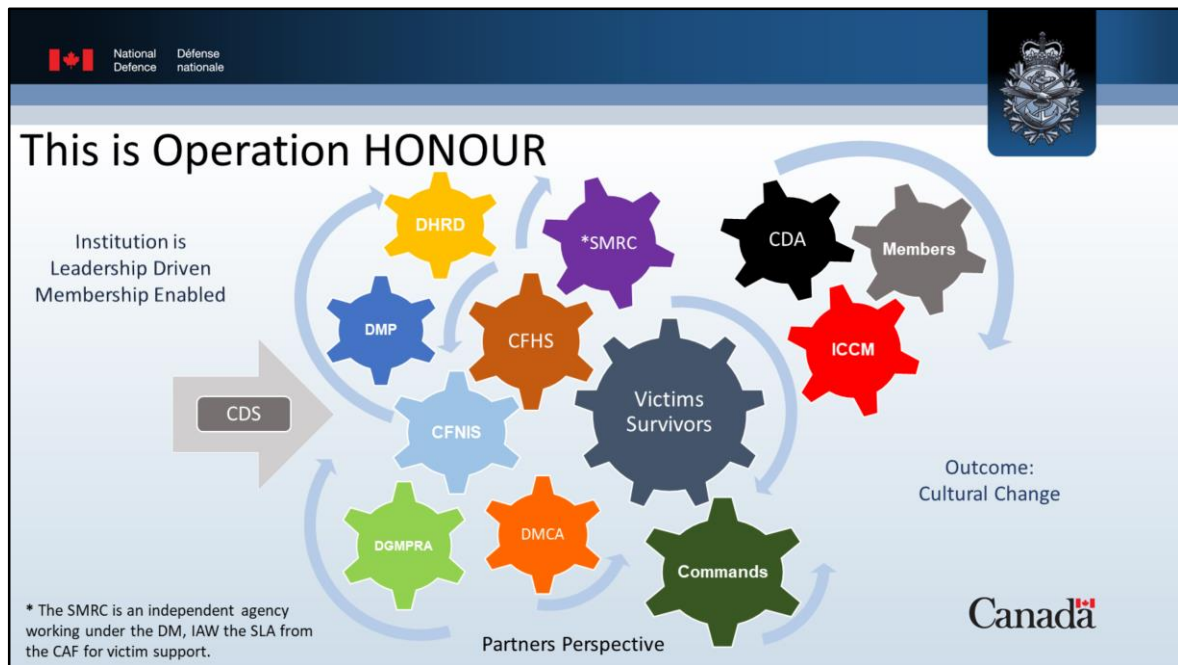 National
Defence
Défense
nationale
This is Operation HONOUR
Institution is
Leadership Driven
Membership Enabled
DHRD
*SMRC
CDA
Members
DMP
CFHS
ICCM
CDS
CFNIS
Victims
Survivors
Outcome:
Cultural Change
DGMPRA
DMCA
Commands
* The SMRC is an independent agency
working under the DM, IAW the SLA from
the CAF for victim support.
Partners Perspective
Canada